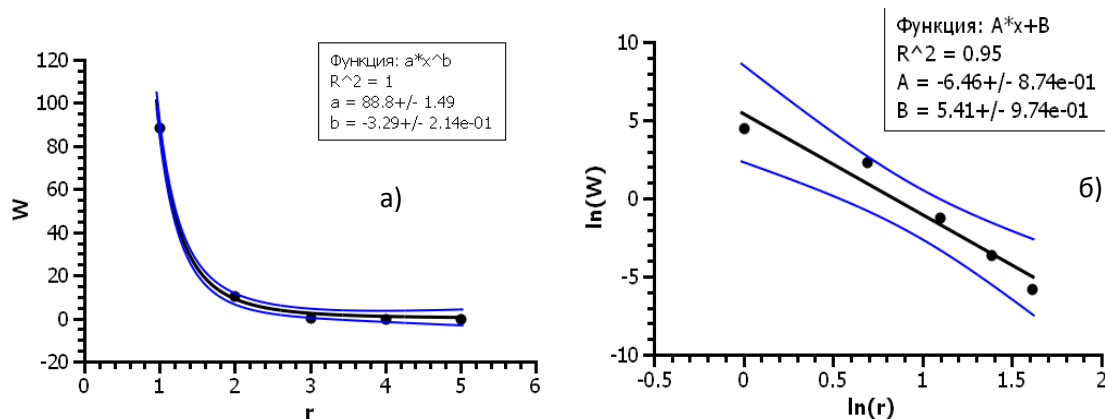 Функция: a*x^b
R^2 = 1
a = 88.8+/- 1.49
b = -3.29+/- 2.14e-01
120
100
80
60
40
20
0
-20
W
а)
0
1
2
3
4
5
6
r
Функция: A*x+B
R^2 = 0.95
A = -6.46+/- 8.74e-01
B = 5.41+/- 9.74e-01
10
5
0
-5
-10
ln(W)
б)
-0.5
0
0.5
1
1.5
2
ln(r)